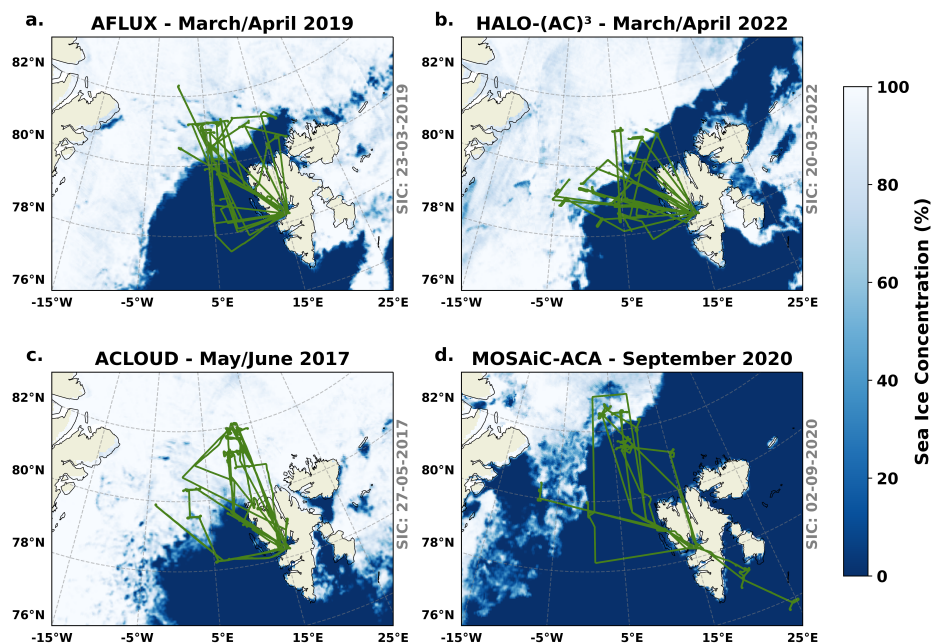 a.
AFLUX - March/April 2019
82°N
80°N
78°N
76°N
-15°W
-5°W
5°E
15°E
25°E
SIC: 23-03-2019
b.
HALO-(AC)³ - March/April 2022
82°N
80°N
78°N
76°N
-15°W
-5°W
5°E
15°E
25°E
SIC: 20-03-2022
c.
ACLOUD - May/June 2017
82°N
80°N
78°N
76°N
-15°W
-5°W
5°E
15°E
25°E
SIC: 27-05-2017
d.
MOSAiC-ACA - September 2020
82°N
80°N
78°N
76°N
-15°W
-5°W
5°E
15°E
25°E
SIC: 02-09-2020
100
80
60
40
20
0
Sea Ice Concentration (%)